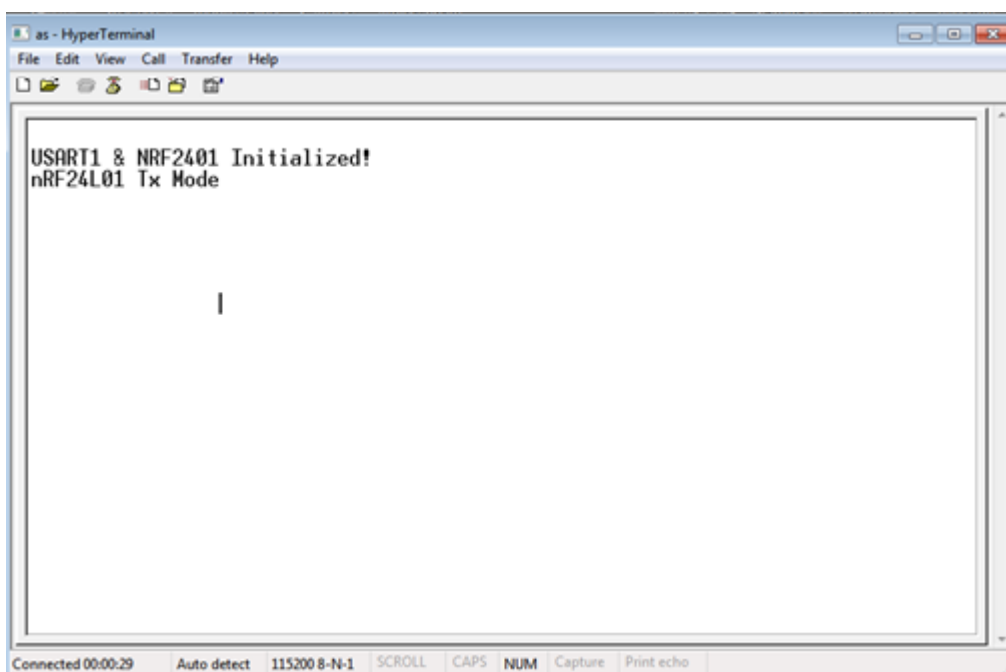 as - HyperTerminal
File Edit View Call Transfer Help
USART1 & NRF2401 Initialized!
nRF24L01 Tx Mode
Connected 00:00:29 Auto detect 115200 8-N-1 SCROLL CAPS NUM Capture Print echo